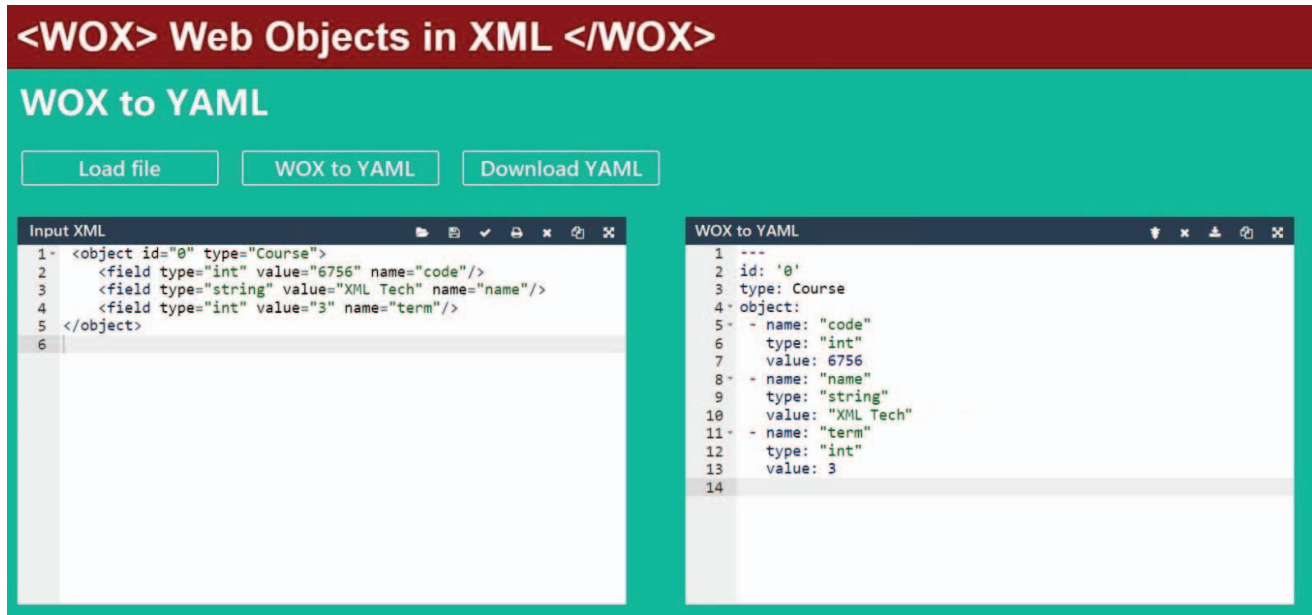 <WOX> Web Objects in XML </WOX>
WOX to YAML
Load file
WOX to YAML
Download YAML
Input XML
1 <object id="0" type="Course">
2 <field type="int" value="6756" name="code"/>
3 <field type="string" value="XML Tech" name="name"/>
4 <field type="int" value="3" name="term"/>
5 </object>
6
WOX to YAML
1 ---
2 id: '0'
3 type: Course
4 object:
5 - name: "code"
6 type: "int"
7 value: 6756
8 - name: "name"
9 type: "string"
10 value: "XML Tech"
11 - name: "term"
12 type: "int"
13 value: 3
14